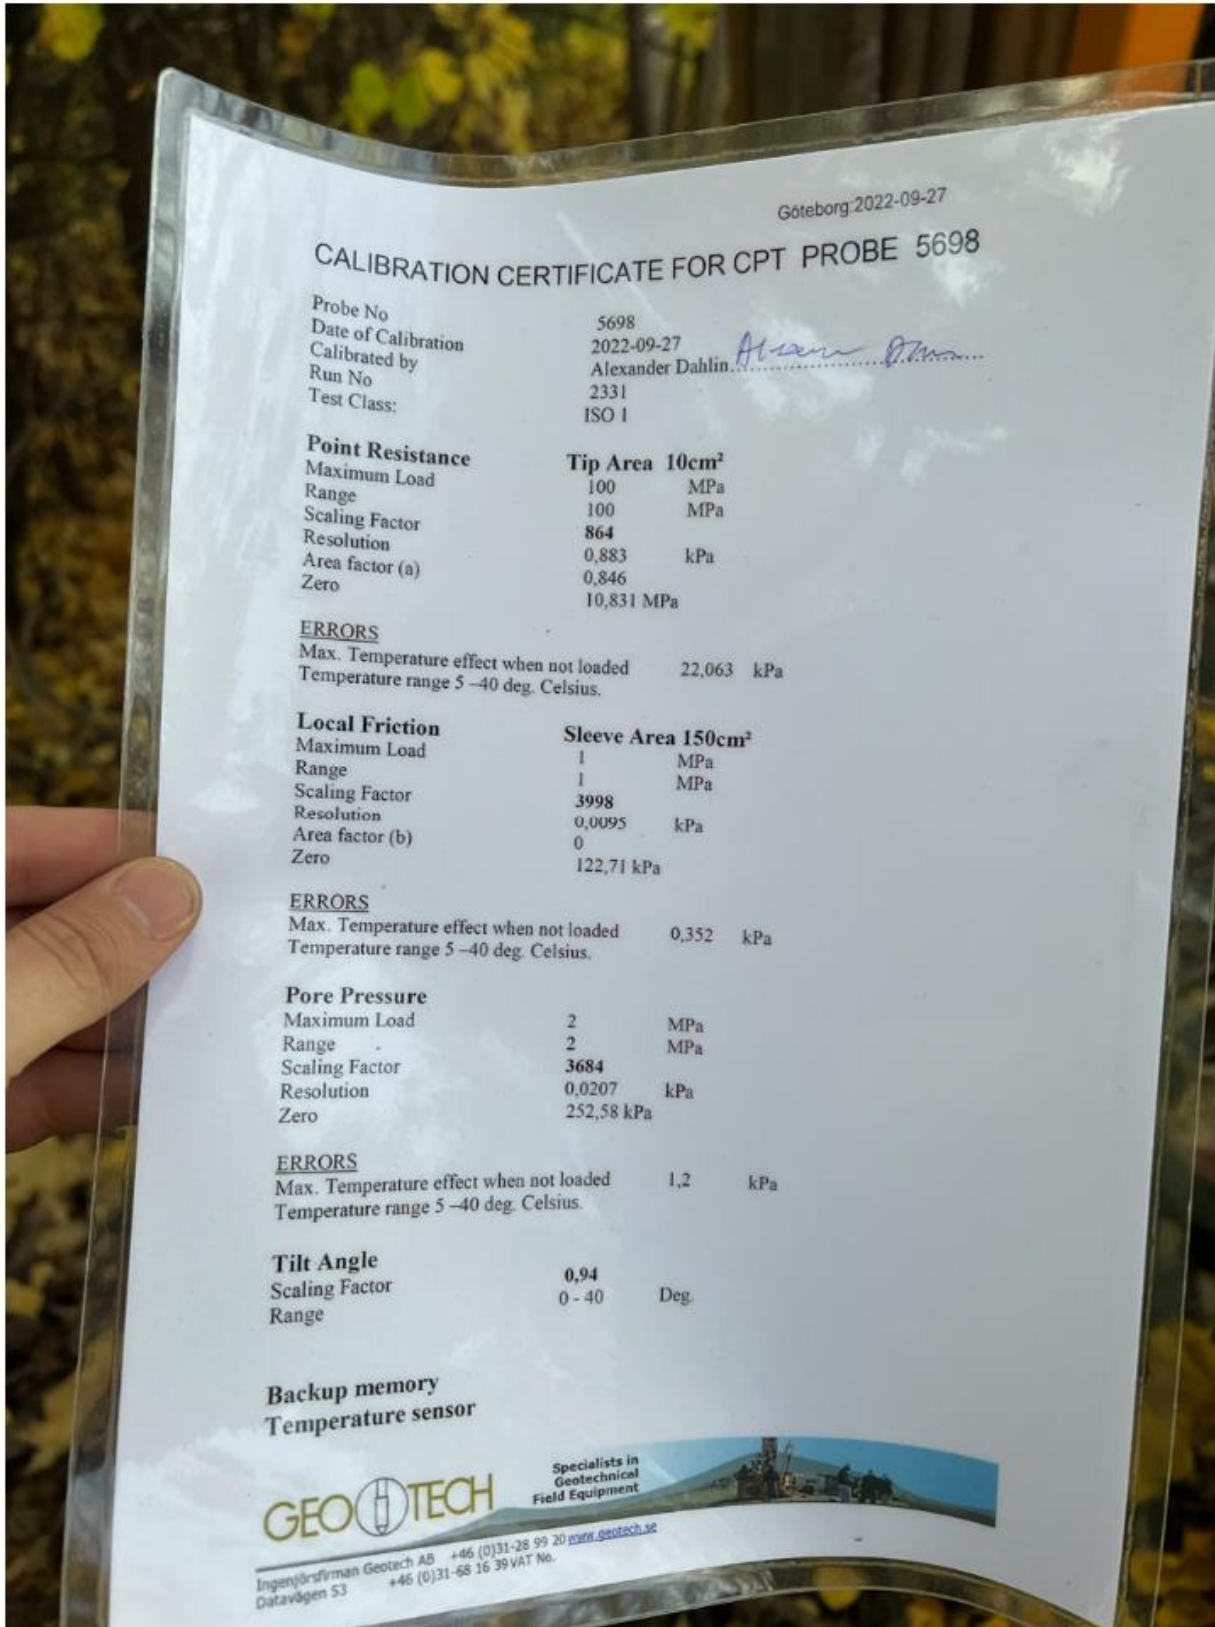 Göteborg:2022-09-27
CALIBRATION CERTIFICATE FOR CPT PROBE 5698
Probe No 5698
Date of Calibration 2022-09-27
Calibrated by Alexander Dahlin
Run No 2331
Test Class: ISO 1
Point Resistance Tip Area 10cm²
Maximum Load 100 MPa
Range 100 MPa
Scaling Factor 864
Resolution 0,883 kPa
Area factor (a) 0,846
Zero 10,831 MPa
ERRORS
Max. Temperature effect when not loaded 22,063 kPa
Temperature range 5 –40 deg. Celsius.
Local Friction Sleeve Area 150cm²
Maximum Load 1 MPa
Range 1 MPa
Scaling Factor 3998
Resolution 0,0095 kPa
Area factor (b) 0
Zero 122,71 kPa
ERRORS
Max. Temperature effect when not loaded 0,352 kPa
Temperature range 5 –40 deg. Celsius.
Pore Pressure
Maximum Load 2 MPa
Range 2 MPa
Scaling Factor 3684
Resolution 0,0207 kPa
Zero 252,58 kPa
ERRORS
Max. Temperature effect when not loaded 1,2 kPa
Temperature range 5 –40 deg. Celsius.
Tilt Angle
Scaling Factor 0,94
Range 0 - 40 Deg.
Backup memory
Temperature sensor
GEOTECH
Specialists in
Geotechnical
Field Equipment
Ingenjörsfirman Geotech AB +46 (0)31-28 99 20 www.geotech.se
Datavägen 53 +46 (0)31-68 16 39 VAT No.